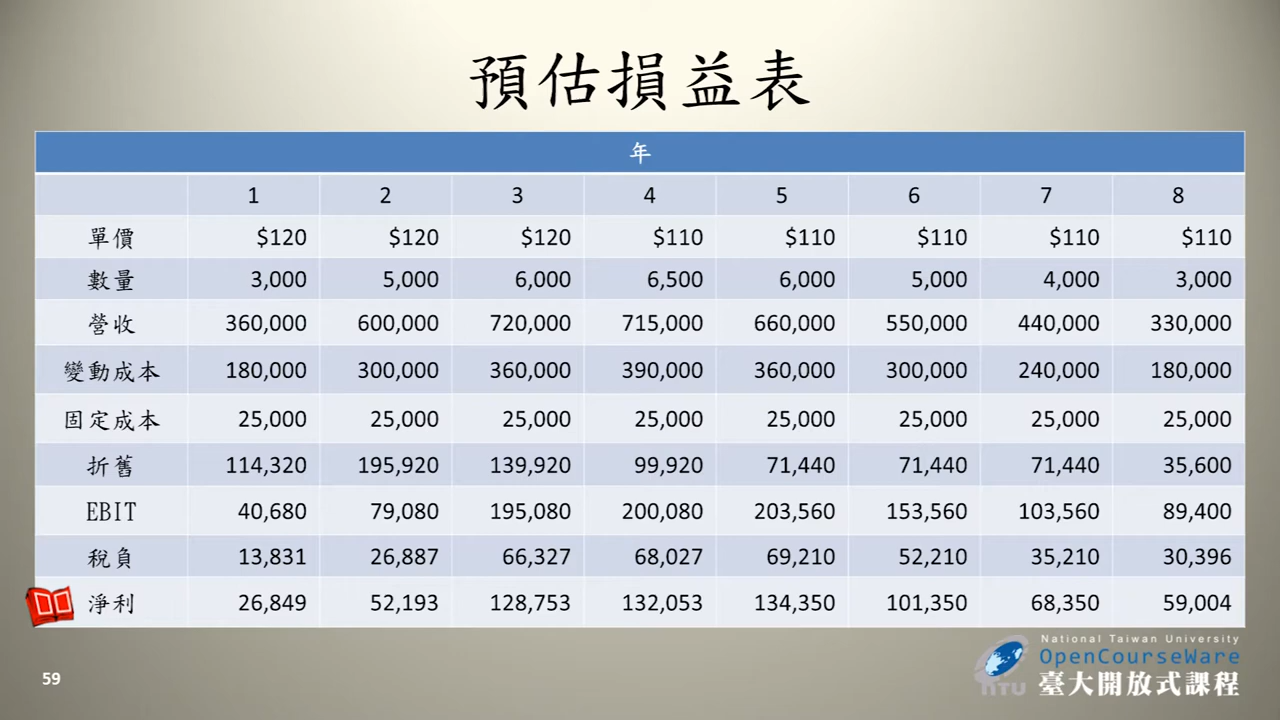 預估損益表
年
1 2 3 4 5 6 7 8
單價 $120 $120 $120 $110 $110 $110 $110 $110
數量 3,000 5,000 6,000 6,500 6,000 5,000 4,000 3,000
營收 360,000 600,000 720,000 715,000 660,000 550,000 440,000 330,000
變動成本 180,000 300,000 360,000 390,000 360,000 300,000 240,000 180,000
固定成本 25,000 25,000 25,000 25,000 25,000 25,000 25,000 25,000
折舊 114,320 195,920 139,920 99,920 71,440 71,440 71,440 35,600
EBIT 40,680 79,080 195,080 200,080 203,560 153,560 103,560 89,400
稅負 13,831 26,887 66,327 68,027 69,210 52,210 35,210 30,396
淨利 26,849 52,193 128,753 132,053 134,350 101,350 68,350 59,004
59
NTU
National Taiwan University
OpenCourseWare
臺大開放式課程